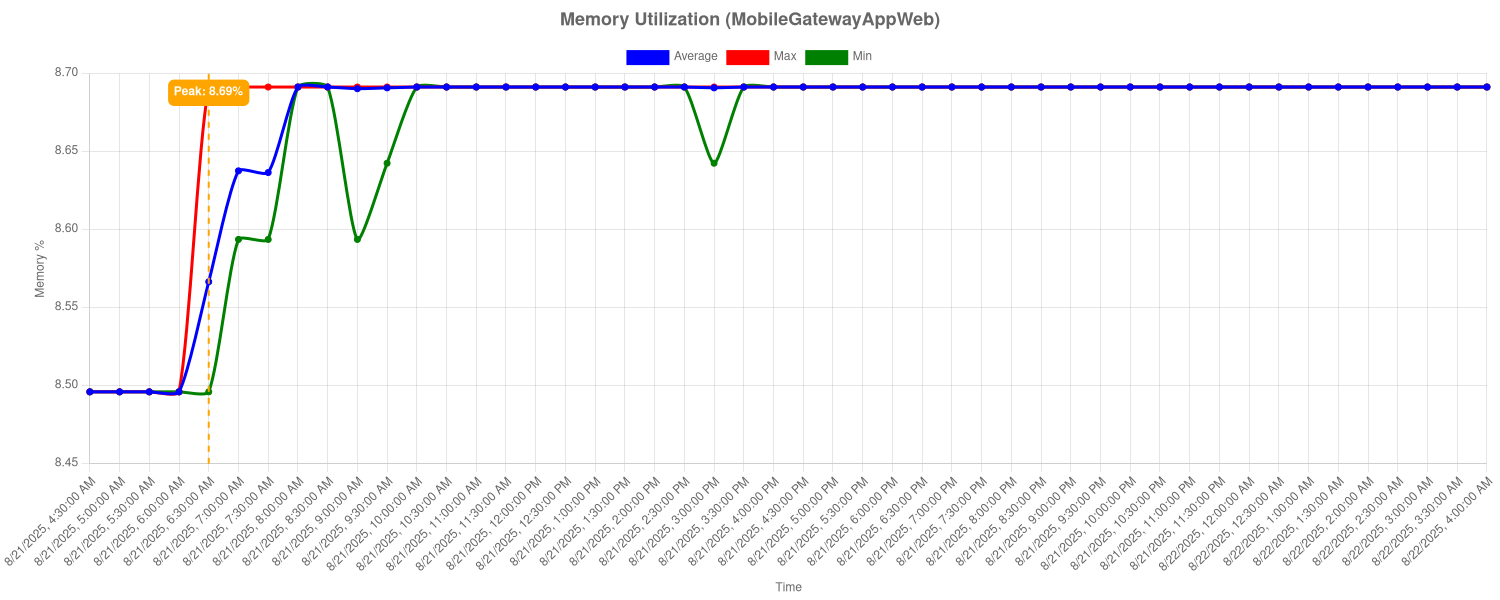 Memory Utilization (MobileGatewayAppWeb)
Average Max Min
Peak: 8.69%
8.70
8.65
8.60
8.55
8.50
8.45
Memory %
8/21/2025, 4:30:00 AM
8/21/2025, 5:00:00 AM
8/21/2025, 5:30:00 AM
8/21/2025, 6:00:00 AM
8/21/2025, 6:30:00 AM
8/21/2025, 7:00:00 AM
8/21/2025, 7:30:00 AM
8/21/2025, 8:00:00 AM
8/21/2025, 8:30:00 AM
8/21/2025, 9:00:00 AM
8/21/2025, 9:30:00 AM
8/21/2025, 10:00:00 AM
8/21/2025, 10:30:00 AM
8/21/2025, 11:00:00 AM
8/21/2025, 11:30:00 AM
8/21/2025, 12:00:00 PM
8/21/2025, 12:30:00 PM
8/21/2025, 1:00:00 PM
8/21/2025, 1:30:00 PM
8/21/2025, 2:00:00 PM
8/21/2025, 2:30:00 PM
8/21/2025, 3:00:00 PM
8/21/2025, 3:30:00 PM
8/21/2025, 4:00:00 PM
8/21/2025, 4:30:00 PM
8/21/2025, 5:00:00 PM
8/21/2025, 5:30:00 PM
8/21/2025, 6:00:00 PM
8/21/2025, 6:30:00 PM
8/21/2025, 7:00:00 PM
8/21/2025, 7:30:00 PM
8/21/2025, 8:00:00 PM
8/21/2025, 8:30:00 PM
8/21/2025, 9:00:00 PM
8/21/2025, 9:30:00 PM
8/21/2025, 10:00:00 PM
8/21/2025, 10:30:00 PM
8/21/2025, 11:00:00 PM
8/21/2025, 11:30:00 PM
8/22/2025, 12:00:00 AM
8/22/2025, 12:30:00 AM
8/22/2025, 1:00:00 AM
8/22/2025, 1:30:00 AM
8/22/2025, 2:00:00 AM
8/22/2025, 2:30:00 AM
8/22/2025, 3:00:00 AM
8/22/2025, 3:30:00 AM
8/22/2025, 4:00:00 AM
Time